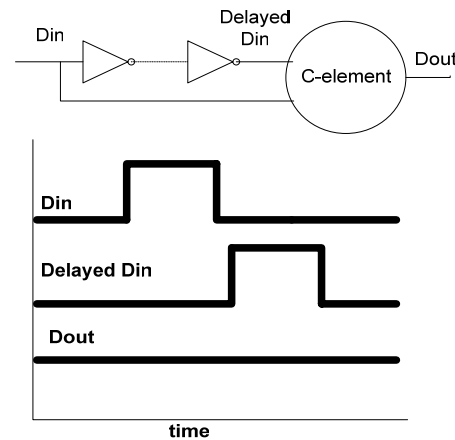 Din
Delayed
Din
C-element
Dout
Din
Delayed Din
Dout
time